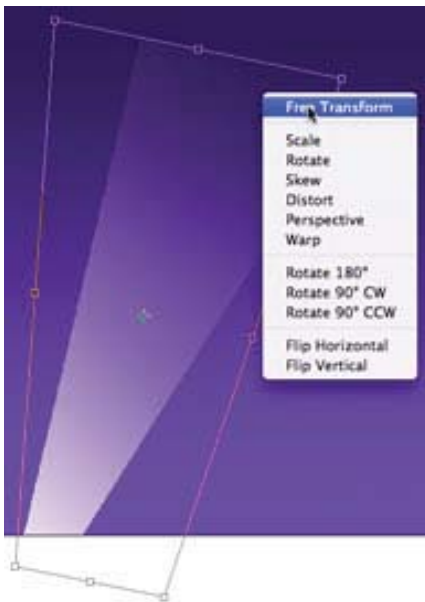 Free Transform
Scale
Rotate
Skew
Distort
Perspective
Warp
Rotate 180°
Rotate 90° CW
Rotate 90° CCW
Flip Horizontal
Flip Vertical